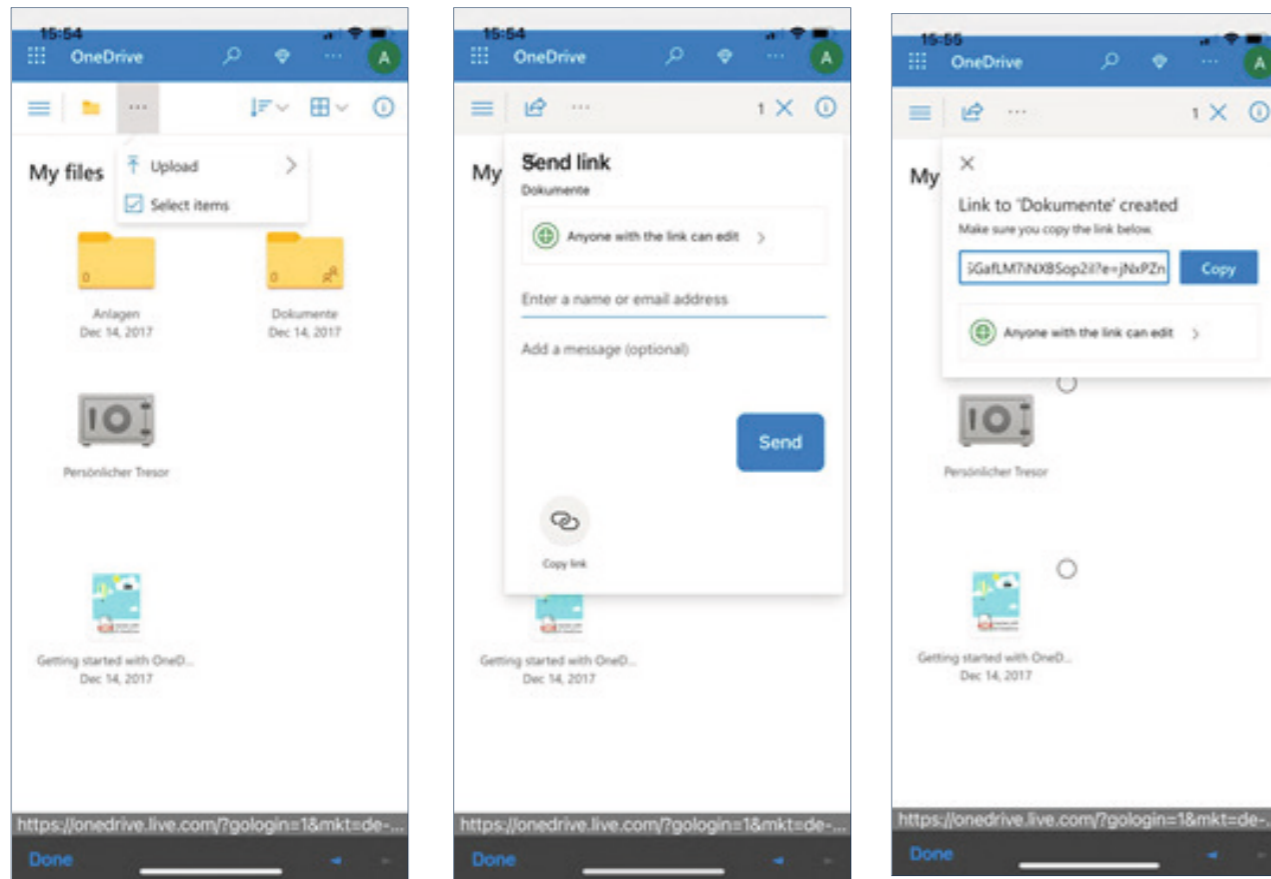 15:54
OneDrive
A
Upload
Select items
My files
0
0
Anlagen
Dec 14, 2017
Dokumente
Dec 14, 2017
Persönlicher Tresor
Getting started with OneD...
Dec 14, 2017
https://onedrive.live.com/?gologin=1&mkt=de-...
Done
15:54
OneDrive
A
1
My
Send link
Dokumente
Anyone with the link can edit
Enter a name or email address
Add a message (optional)
Send
Copy link
Getting started with OneD...
Dec 14, 2017
https://onedrive.live.com/?gologin=1&mkt=de-...
Done
15:55
OneDrive
A
1
My
Link to 'Dokumente' created
Make sure you copy the link below.
Copy
Anyone with the link can edit
Persönlicher Tresor
Getting started with OneD...
Dec 14, 2017
https://onedrive.live.com/?gologin=1&mkt=de-...
Done